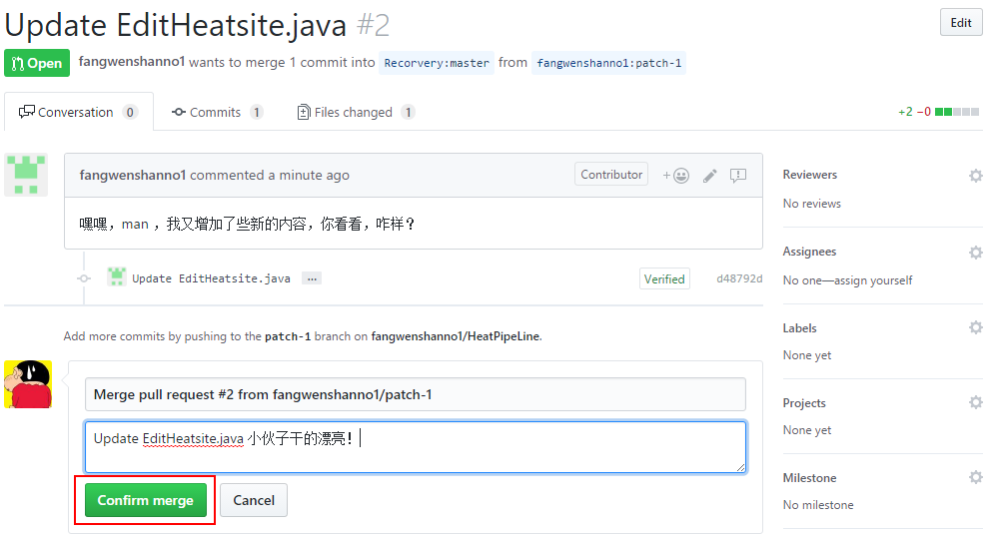 Update EditHeatsite.java #2
Edit
Open
fangwenshanno1 wants to merge 1 commit into Recorvery:master from fangwenshanno1:patch-1
Conversation 0
Commits 1
Files changed 1
+2 −0
fangwenshanno1 commented a minute ago
Contributor
嘿嘿，man ，我又增加了些新的内容，你看看，咋样？
Update EditHeatsite.java ...
Verified
d48792d
Add more commits by pushing to the patch-1 branch on fangwenshanno1/HeatPipeLine.
Merge pull request #2 from fangwenshanno1/patch-1
Update EditHeatsite.java 小伙子干的漂亮！
Confirm merge
Cancel
Reviewers
No reviews
Assignees
No one—assign yourself
Labels
None yet
Projects
None yet
Milestone
No milestone